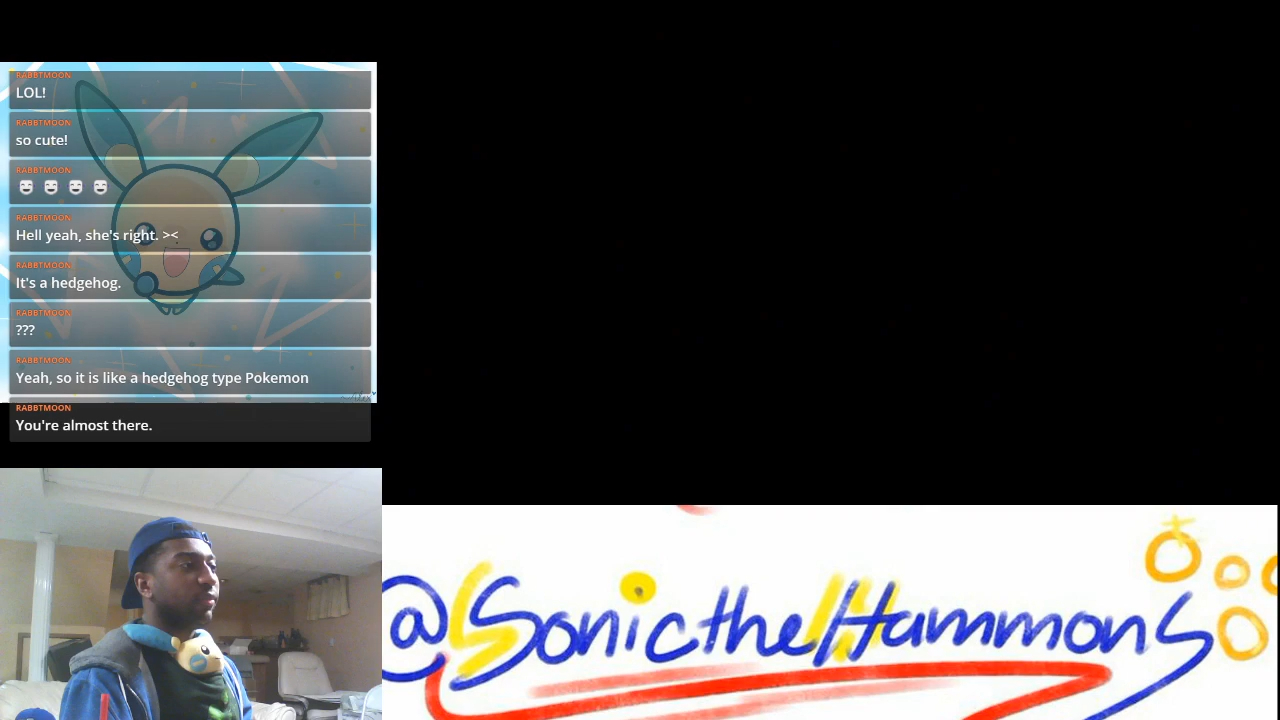 RABBTMOON
LOL!
RABBTMOON
so cute!
RABBTMOON
RABBTMOON
Hell yeah, she's right. ><
RABBTMOON
It's a hedgehog.
RABBTMOON
???
RABBTMOON
Yeah, so it is like a hedgehog type Pokemon
RABBTMOON
You're almost there.
@SonictheHammons